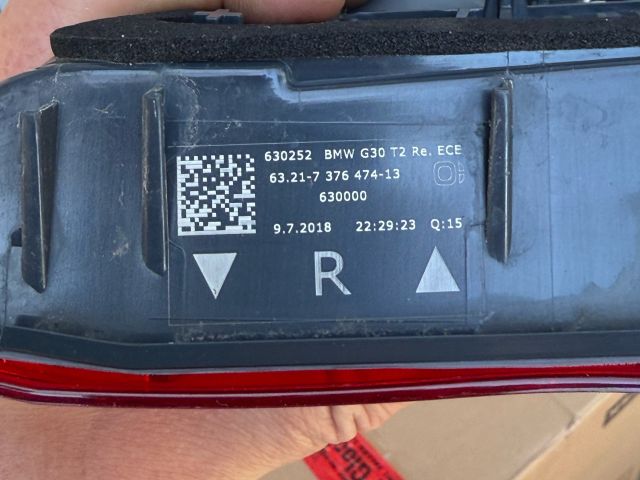 630252 BMW G30 T2 Re. ECE
63.21-7 376 474-13
630000
9.7.2018 22:29:23 Q:15
R